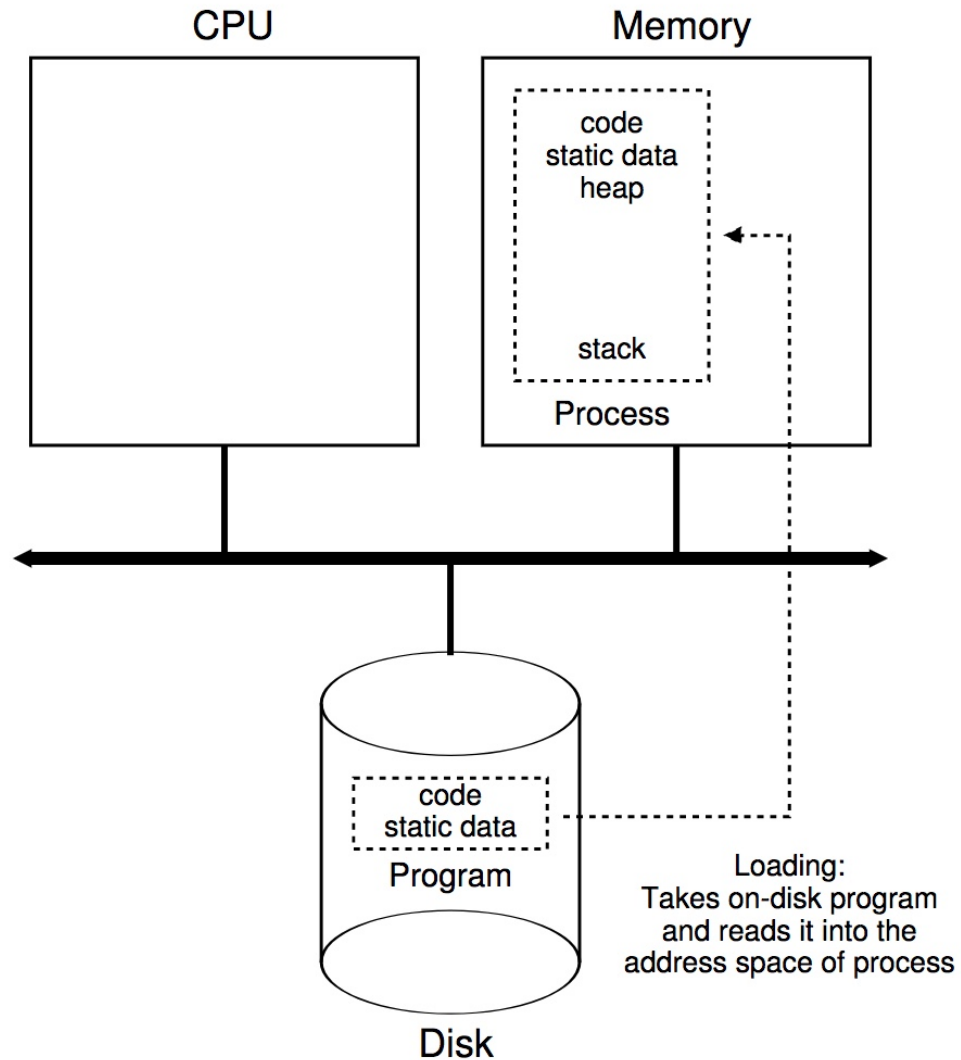 CPU
Memory
code
static data
heap
stack
Process
code
static data
Program
Loading:
Takes on-disk program
and reads it into the
address space of process
Disk